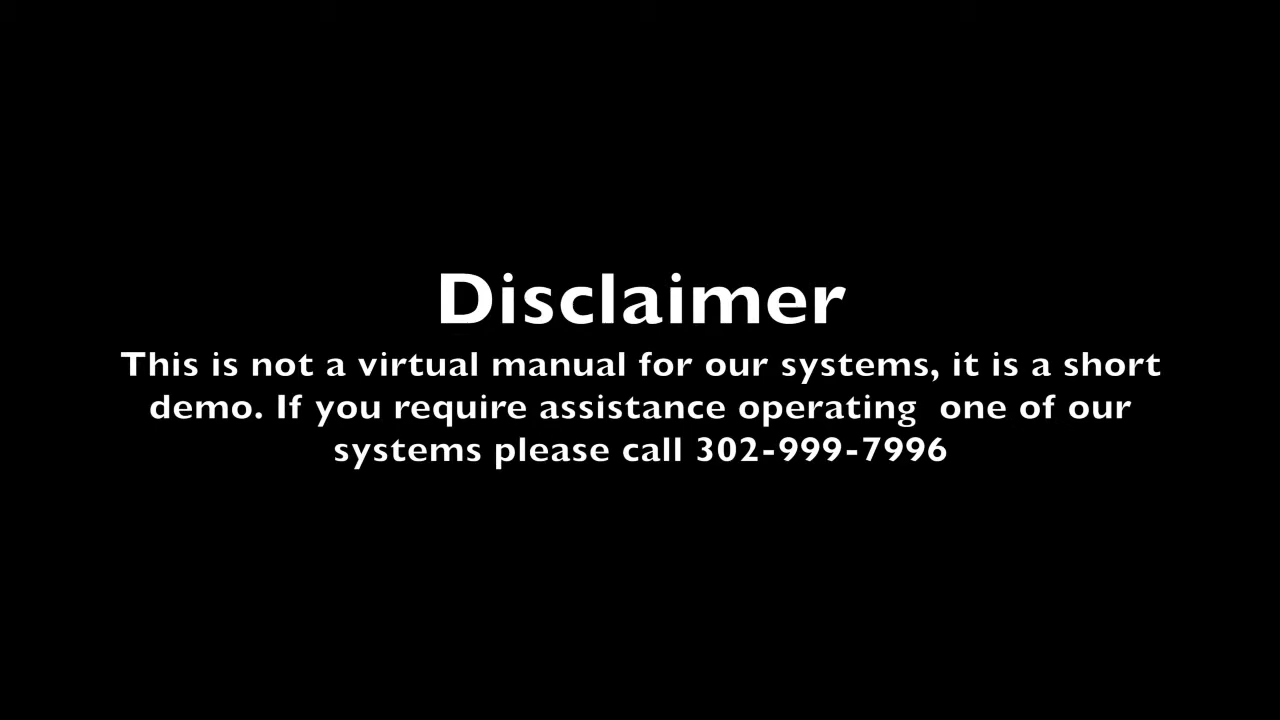 Disclaimer
This is not a virtual manual for our systems, it is a short
demo. If you require assistance operating  one of our
systems please call 302-999-7996